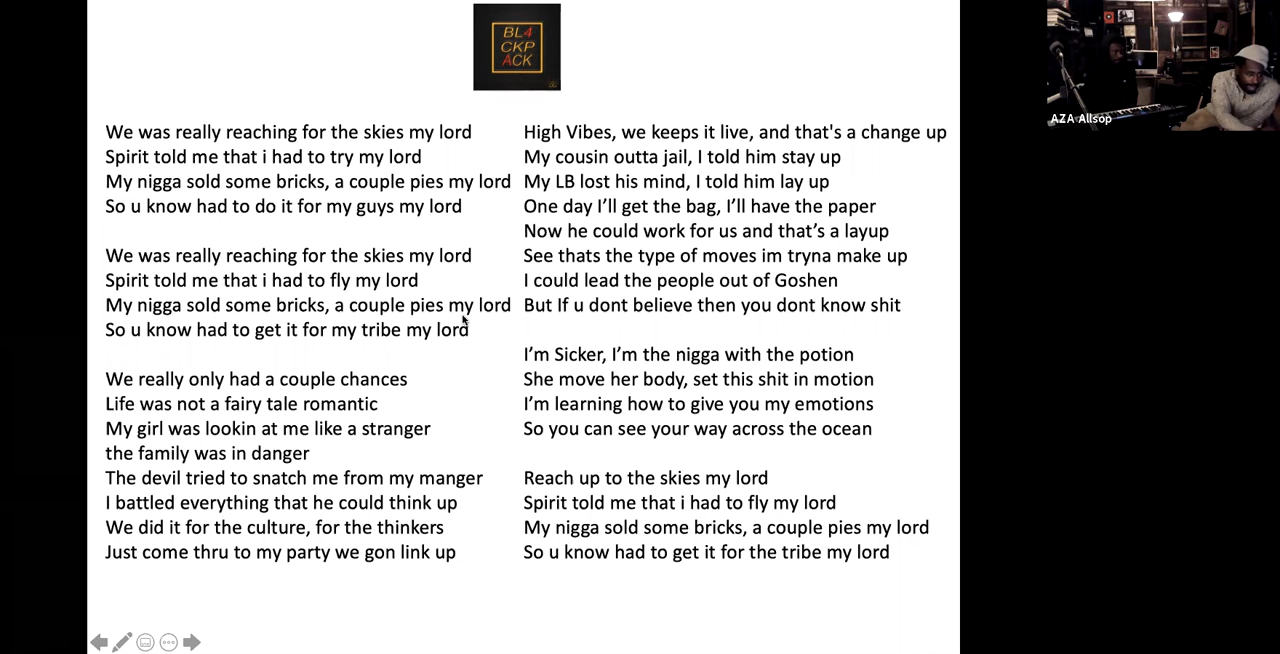 BL4
CKP
ACK
We was really reaching for the skies my lord
Spirit told me that i had to try my lord
My nigga sold some bricks, a couple pies my lord
So u know had to do it for my guys my lord
We was really reaching for the skies my lord
Spirit told me that i had to fly my lord
My nigga sold some bricks, a couple pies my lord
So u know had to get it for my tribe my lord
We really only had a couple chances
Life was not a fairy tale romantic
My girl was lookin at me like a stranger
the family was in danger
The devil tried to snatch me from my manger
I battled everything that he could think up
We did it for the culture, for the thinkers
Just come thru to my party we gon link up
High Vibes, we keeps it live, and that's a change up
My cousin outta jail, I told him stay up
My LB lost his mind, I told him lay up
One day I’ll get the bag, I’ll have the paper
Now he could work for us and that’s a layup
See thats the type of moves im tryna make up
I could lead the people out of Goshen
But If u dont believe then you dont know shit
I’m Sicker, I’m the nigga with the potion
She move her body, set this shit in motion
I’m learning how to give you my emotions
So you can see your way across the ocean
Reach up to the skies my lord
Spirit told me that i had to fly my lord
My nigga sold some bricks, a couple pies my lord
So u know had to get it for the tribe my lord
AZA Allsop